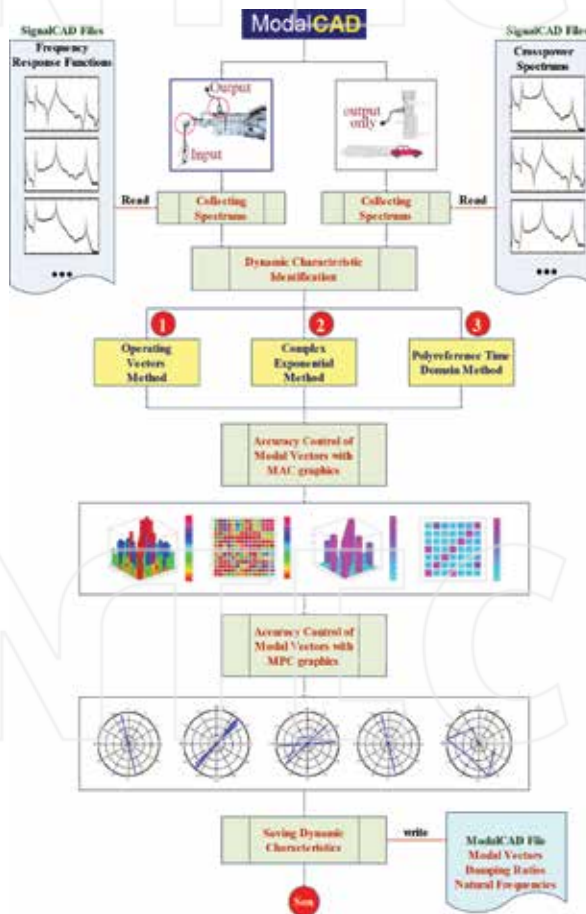 ModalCAD
SignalCAD Files
Frequency
Response Functions
SignalCAD Files
Crosspower
Spectrums
Output
Input
output
only
Read
Collecting
Spectrums
Collecting
Spectrums
Read
Dynamic Characteristic
Identification
1
2
3
Operating
Vectors
Method
Complex
Exponential
Method
Polyreference Time
Domain Method
Accuracy Control of
Modal Vectors with
MAC graphics
Accuracy Control of
Modal Vectors with
MPC graphics
Saving Dynamic
Characteristics
write
ModalCAD File
Modal Vectors
Damping Ratios
Natural Frequencies
Son
INTEC